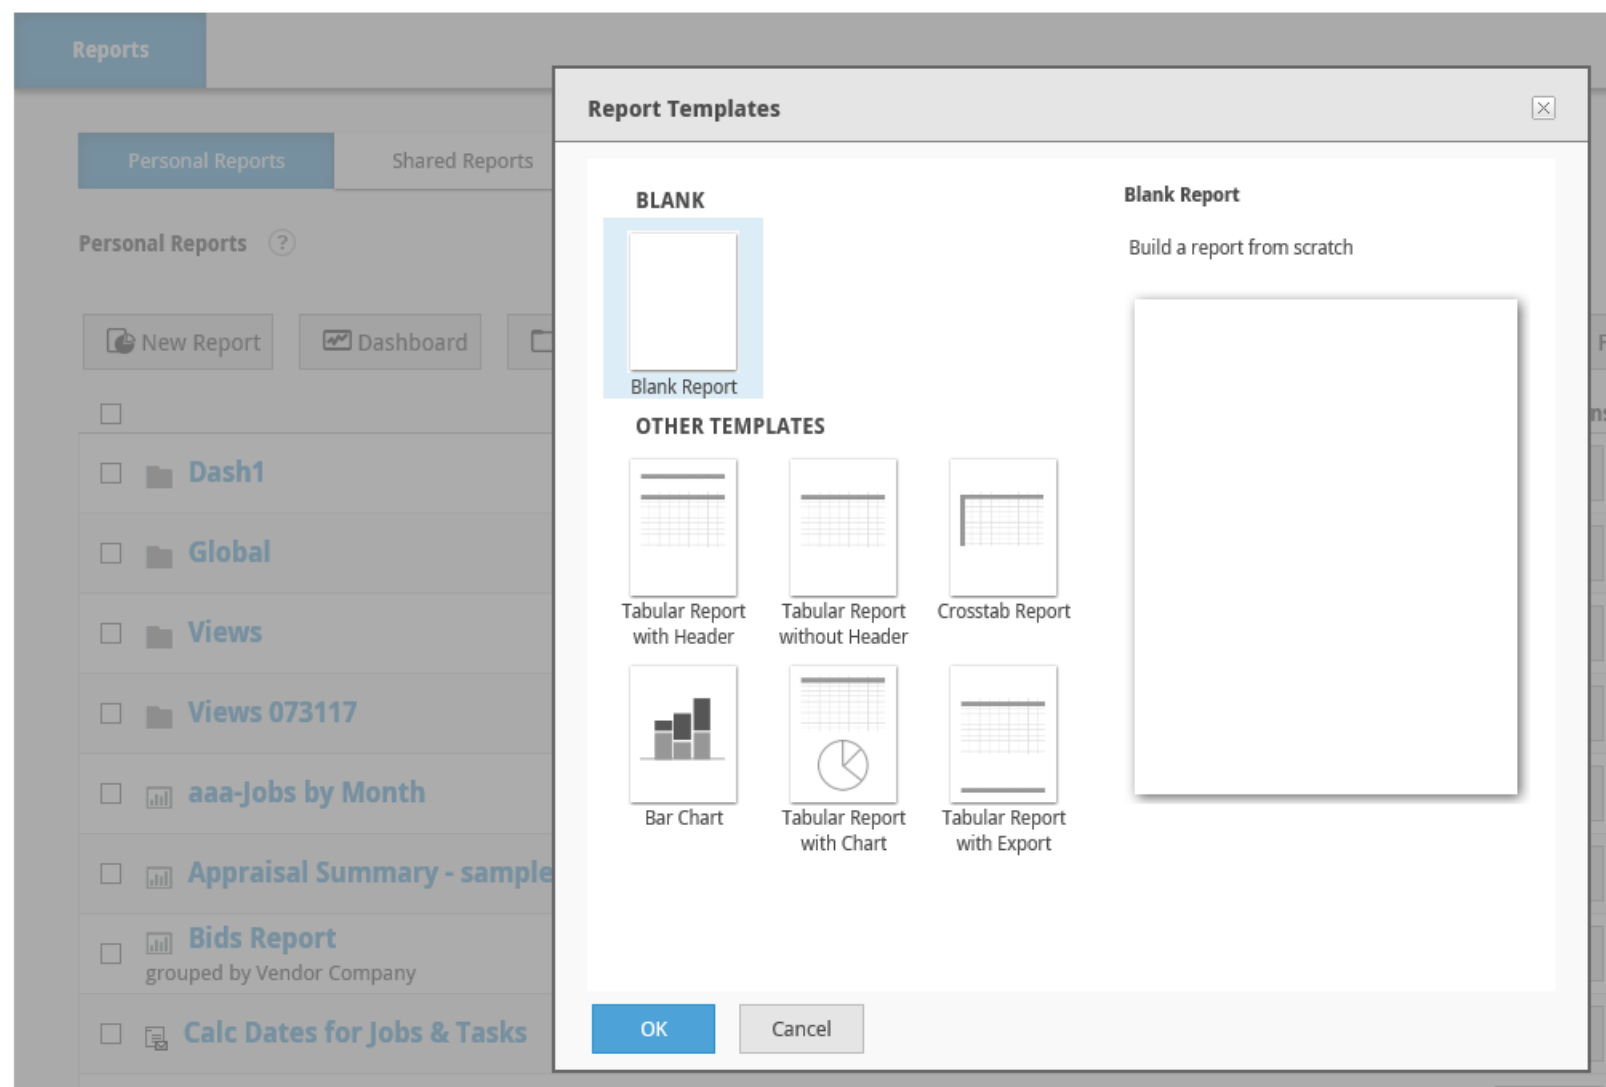 Reports
Report Templates
Personal Reports
Shared Reports
Personal Reports ?
New Report
Dashboard
BLANK
Blank Report
OTHER TEMPLATES
Tabular Report
with Header
Tabular Report
without Header
Crosstab Report
Bar Chart
Tabular Report
with Chart
Tabular Report
with Export
Blank Report
Build a report from scratch
Dash1
Global
Views
Views 073117
aaa-Jobs by Month
Appraisal Summary - sample
Bids Report
grouped by Vendor Company
Calc Dates for Jobs & Tasks
OK
Cancel